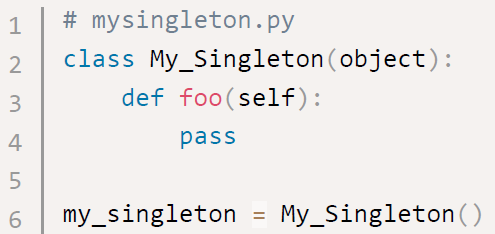 1 # mysingleton.py
2 class My_Singleton(object):
3     def foo(self):
4         pass
5
6 my_singleton = My_Singleton()